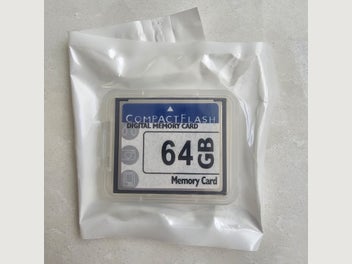 COMPACTFLASH
DIGITAL MEMORY CARD
64GB
Memory Card